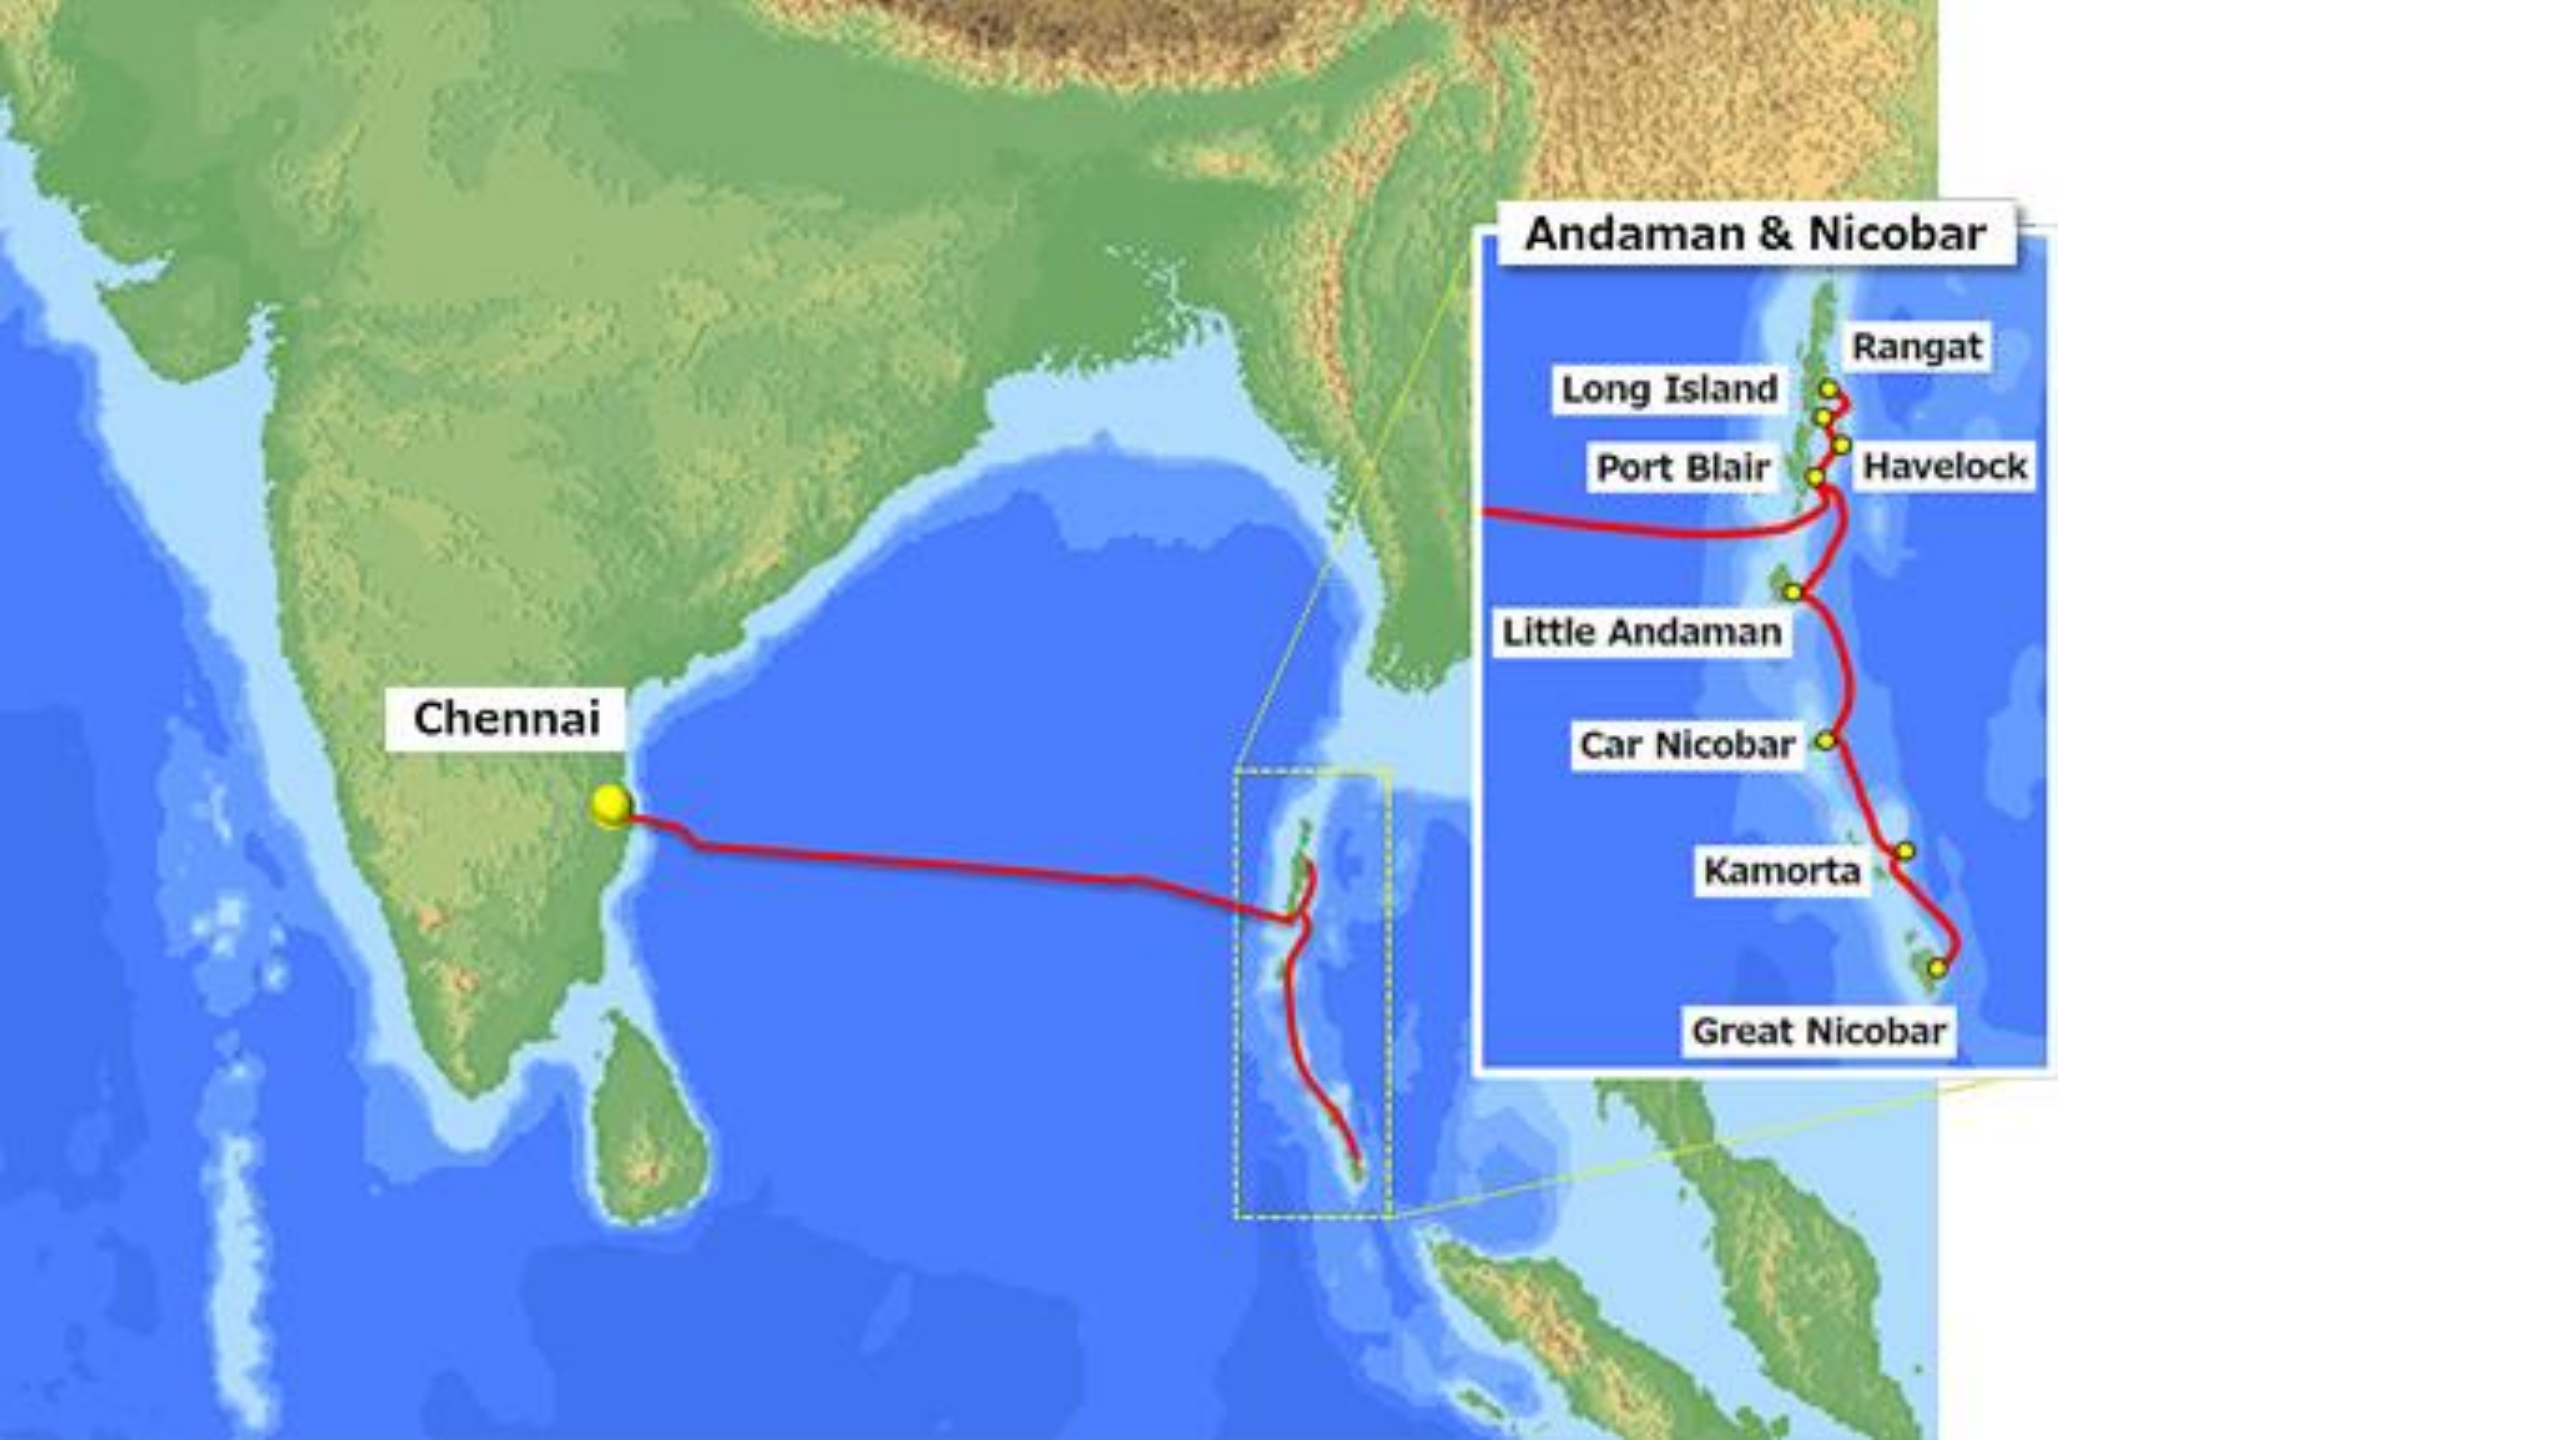 Andaman & Nicobar
Rangat
Long Island
Port Blair
Havelock
Little Andaman
Chennai
Car Nicobar
Kamorta
Great Nicobar